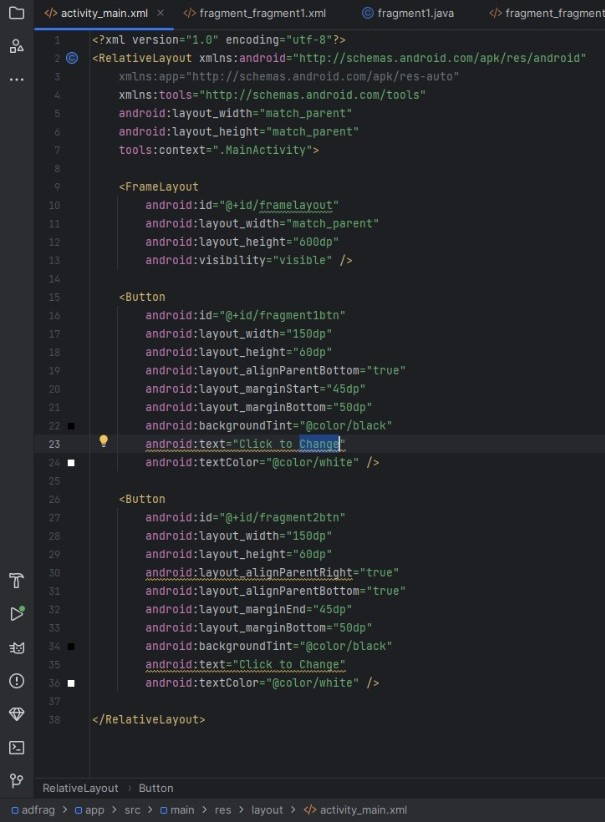 activity_main.xml
fragment_fragment1.xml
fragment1.java
fragment_fragment
1 <?xml version="1.0" encoding="utf-8"?>
2 <RelativeLayout xmlns:android="http://schemas.android.com/apk/res/android"
3 xmlns:app="http://schemas.android.com/apk/res-auto"
4 xmlns:tools="http://schemas.android.com/tools"
5 android:layout_width="match_parent"
6 android:layout_height="match_parent"
7 tools:context=".MainActivity">
8
9 <FrameLayout
10 android:id="@+id/framelayout"
11 android:layout_width="match_parent"
12 android:layout_height="600dp"
13 android:visibility="visible" />
14
15 <Button
16 android:id="@+id/fragment1btn"
17 android:layout_width="150dp"
18 android:layout_height="60dp"
19 android:layout_alignParentBottom="true"
20 android:layout_marginStart="45dp"
21 android:layout_marginBottom="50dp"
22 android:backgroundTint="@color/black"
23 android:text="Click to Change"
24 android:textColor="@color/white" />
25
26 <Button
27 android:id="@+id/fragment2btn"
28 android:layout_width="150dp"
29 android:layout_height="60dp"
30 android:layout_alignParentRight="true"
31 android:layout_alignParentBottom="true"
32 android:layout_marginEnd="45dp"
33 android:layout_marginBottom="50dp"
34 android:backgroundTint="@color/black"
35 android:text="Click to Change"
36 android:textColor="@color/white" />
37
38 </RelativeLayout>
RelativeLayout > Button
adfrag > app > src > main > res > layout > activity_main.xml